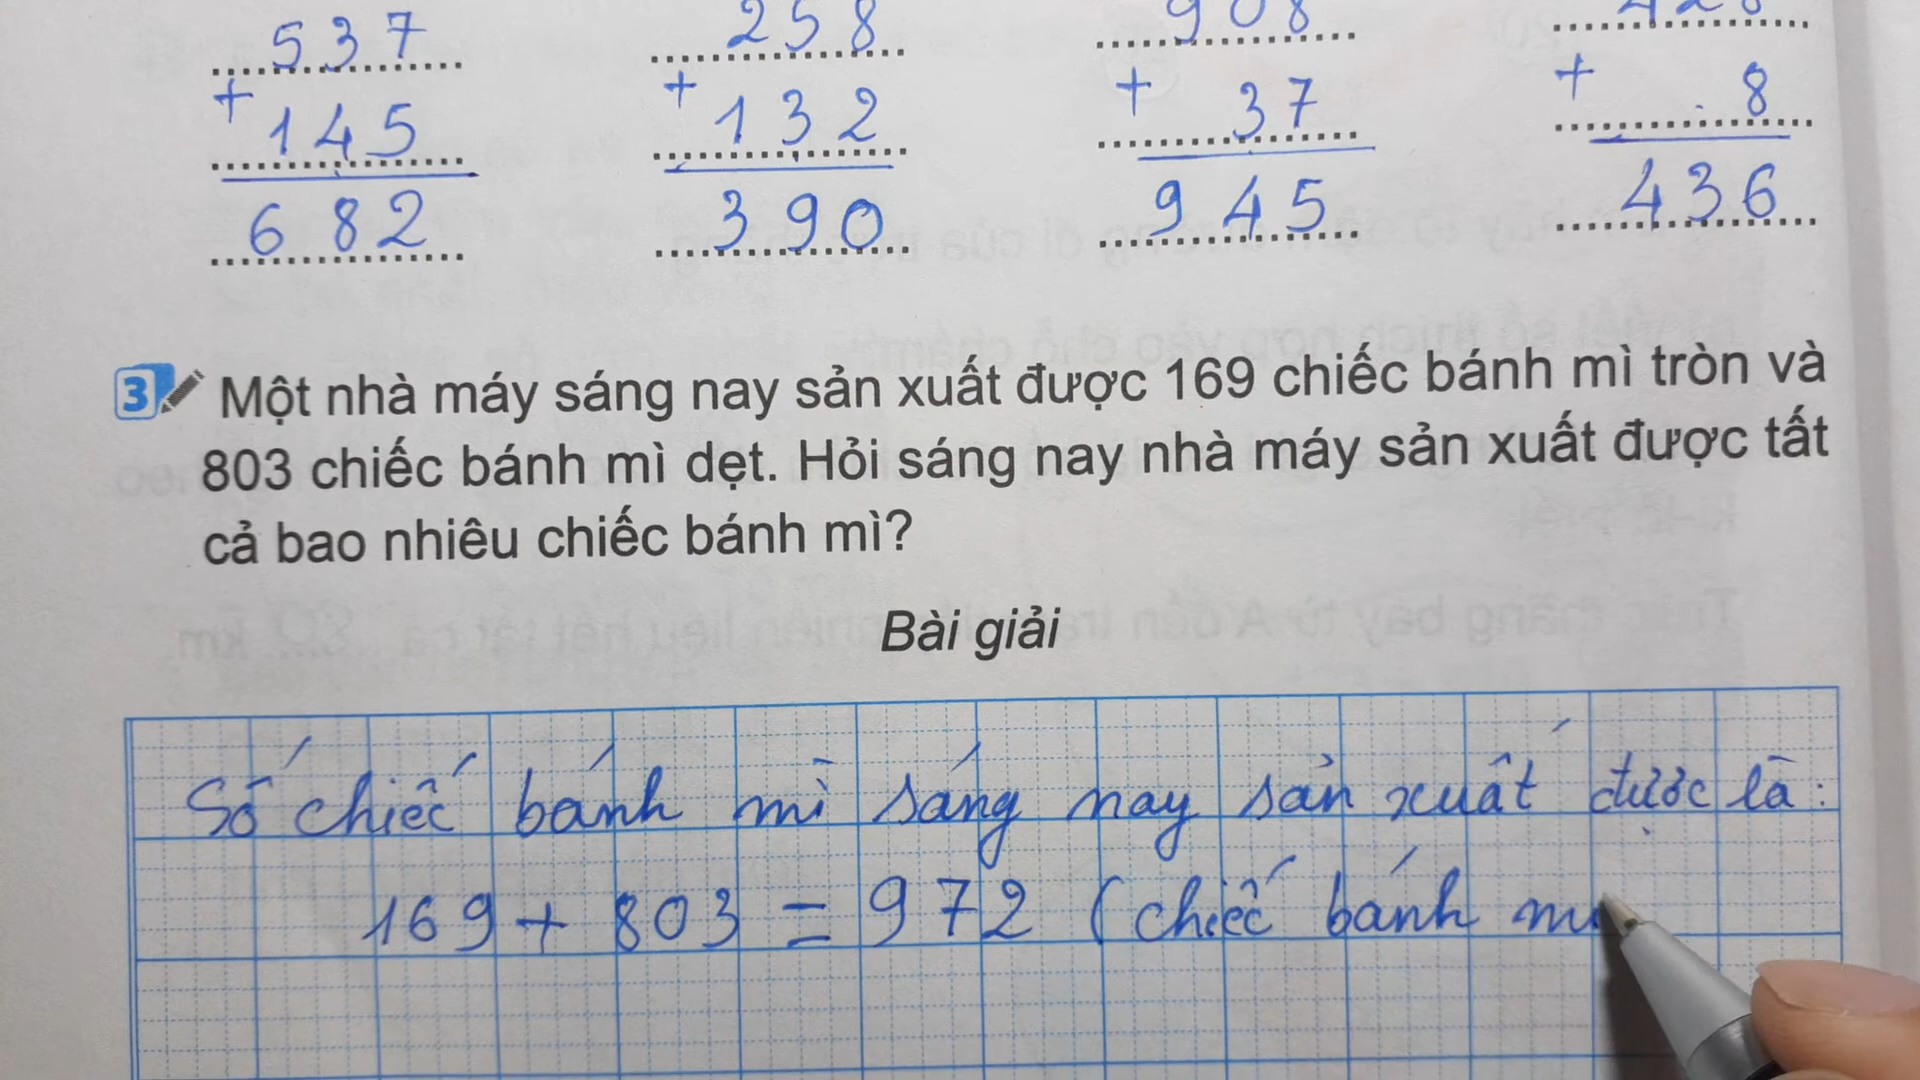 537 258 908 428
+ + + +
145 132 37 8
682 390 945 436
3 Một nhà máy sáng nay sản xuất được 169 chiếc bánh mì tròn và
803 chiếc bánh mì dẹt. Hỏi sáng nay nhà máy sản xuất được tất
cả bao nhiêu chiếc bánh mì?
Bài giải
Số chiếc bánh mì sáng nay sản xuất được là:
169 + 803 = 972 (chiếc bánh m